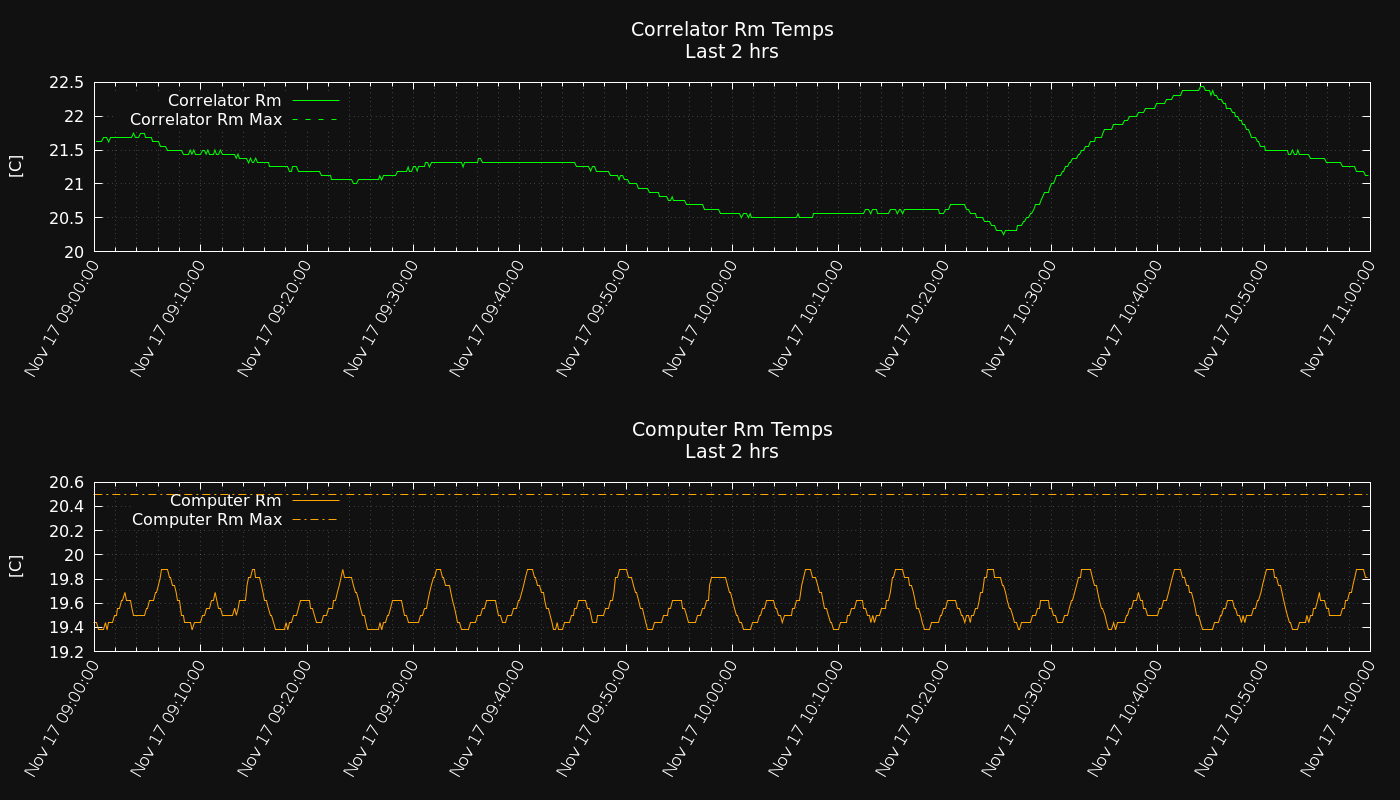 Correlator Rm Temps
Last 2 hrs
22.5
22
21.5
21
20.5
20
[C]
Correlator Rm
Correlator Rm Max
Nov 17 09:00:00
Nov 17 09:10:00
Nov 17 09:20:00
Nov 17 09:30:00
Nov 17 09:40:00
Nov 17 09:50:00
Nov 17 10:00:00
Nov 17 10:10:00
Nov 17 10:20:00
Nov 17 10:30:00
Nov 17 10:40:00
Nov 17 10:50:00
Nov 17 11:00:00
Computer Rm Temps
Last 2 hrs
20.6
20.4
20.2
20
19.8
19.6
19.4
19.2
[C]
Computer Rm
Computer Rm Max
Nov 17 09:00:00
Nov 17 09:10:00
Nov 17 09:20:00
Nov 17 09:30:00
Nov 17 09:40:00
Nov 17 09:50:00
Nov 17 10:00:00
Nov 17 10:10:00
Nov 17 10:20:00
Nov 17 10:30:00
Nov 17 10:40:00
Nov 17 10:50:00
Nov 17 11:00:00